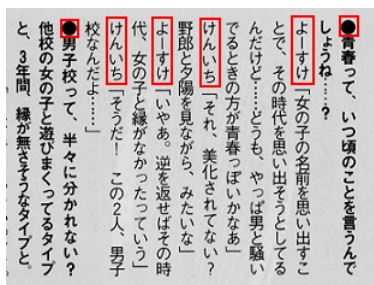 ●青春って、いつ頃のことを言うんで
しょうね……?
よーすけ「女の子の名前を思い出すこ
とで、その時代を思い出そうとしてる
んだけど……どうも、やっぱ男と騒い
でるときの方が青春っぽいかなあ」
けんいち「それ、美化されてない?
野郎と夕陽を見ながら、みたいな」
よーすけ「いやあ。逆を返せばその時
代、女の子と縁がなかったっていう」
けんいち「そうだ! この2人、男子
校なんだよ……」
●男子校って、半々に分かれない?
他校の女の子と遊びまくってるタイプ
と、3年間、縁が無さそうなタイプと。